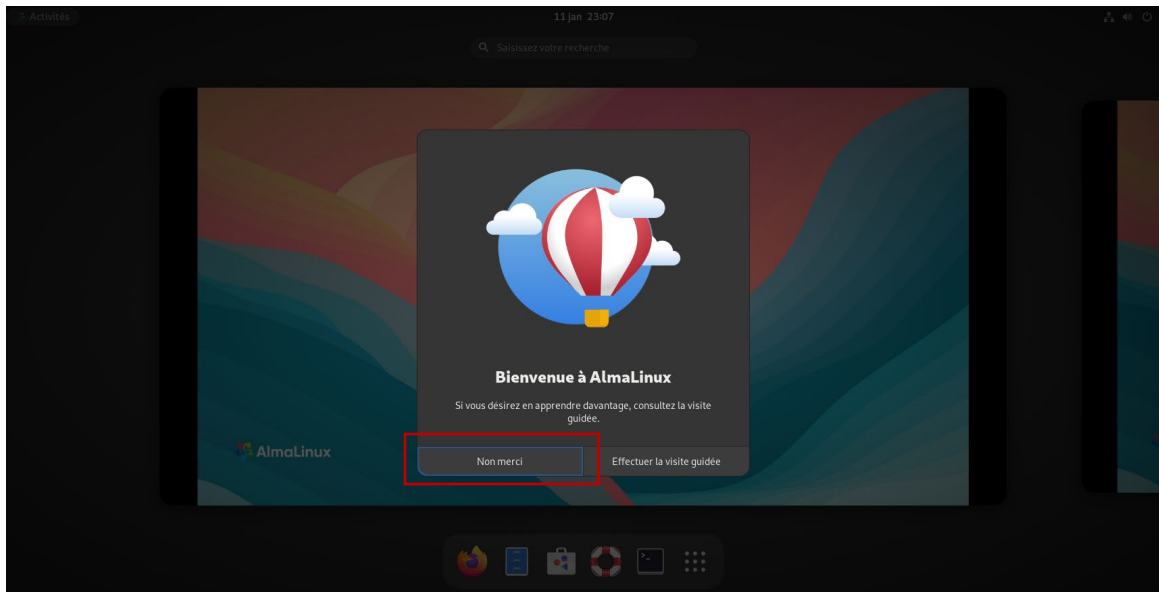 Activités
11 jan 23:07
Saisissez votre recherche
Bienvenue à AlmaLinux
Si vous désirez en apprendre davantage, consultez la visite
guidée.
AlmaLinux
Non merci
Effectuer la visite guidée